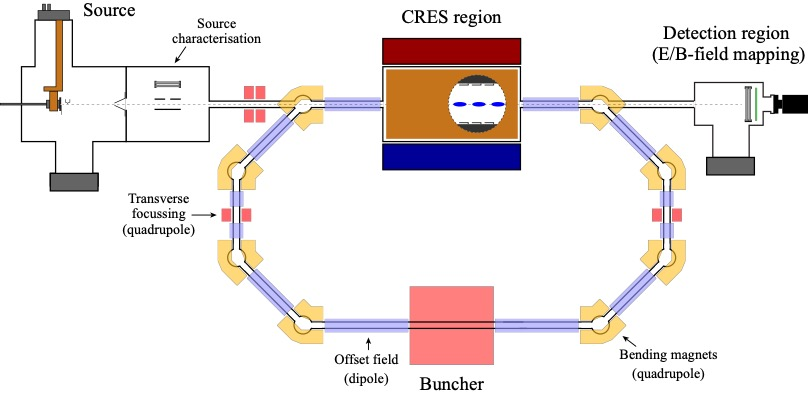 Source
Source
characterisation
CRES region
Detection region
(E/B-field mapping)
Transverse
focussing
(quadrupole)
Offset field
(dipole)
Buncher
Bending magnets
(quadrupole)